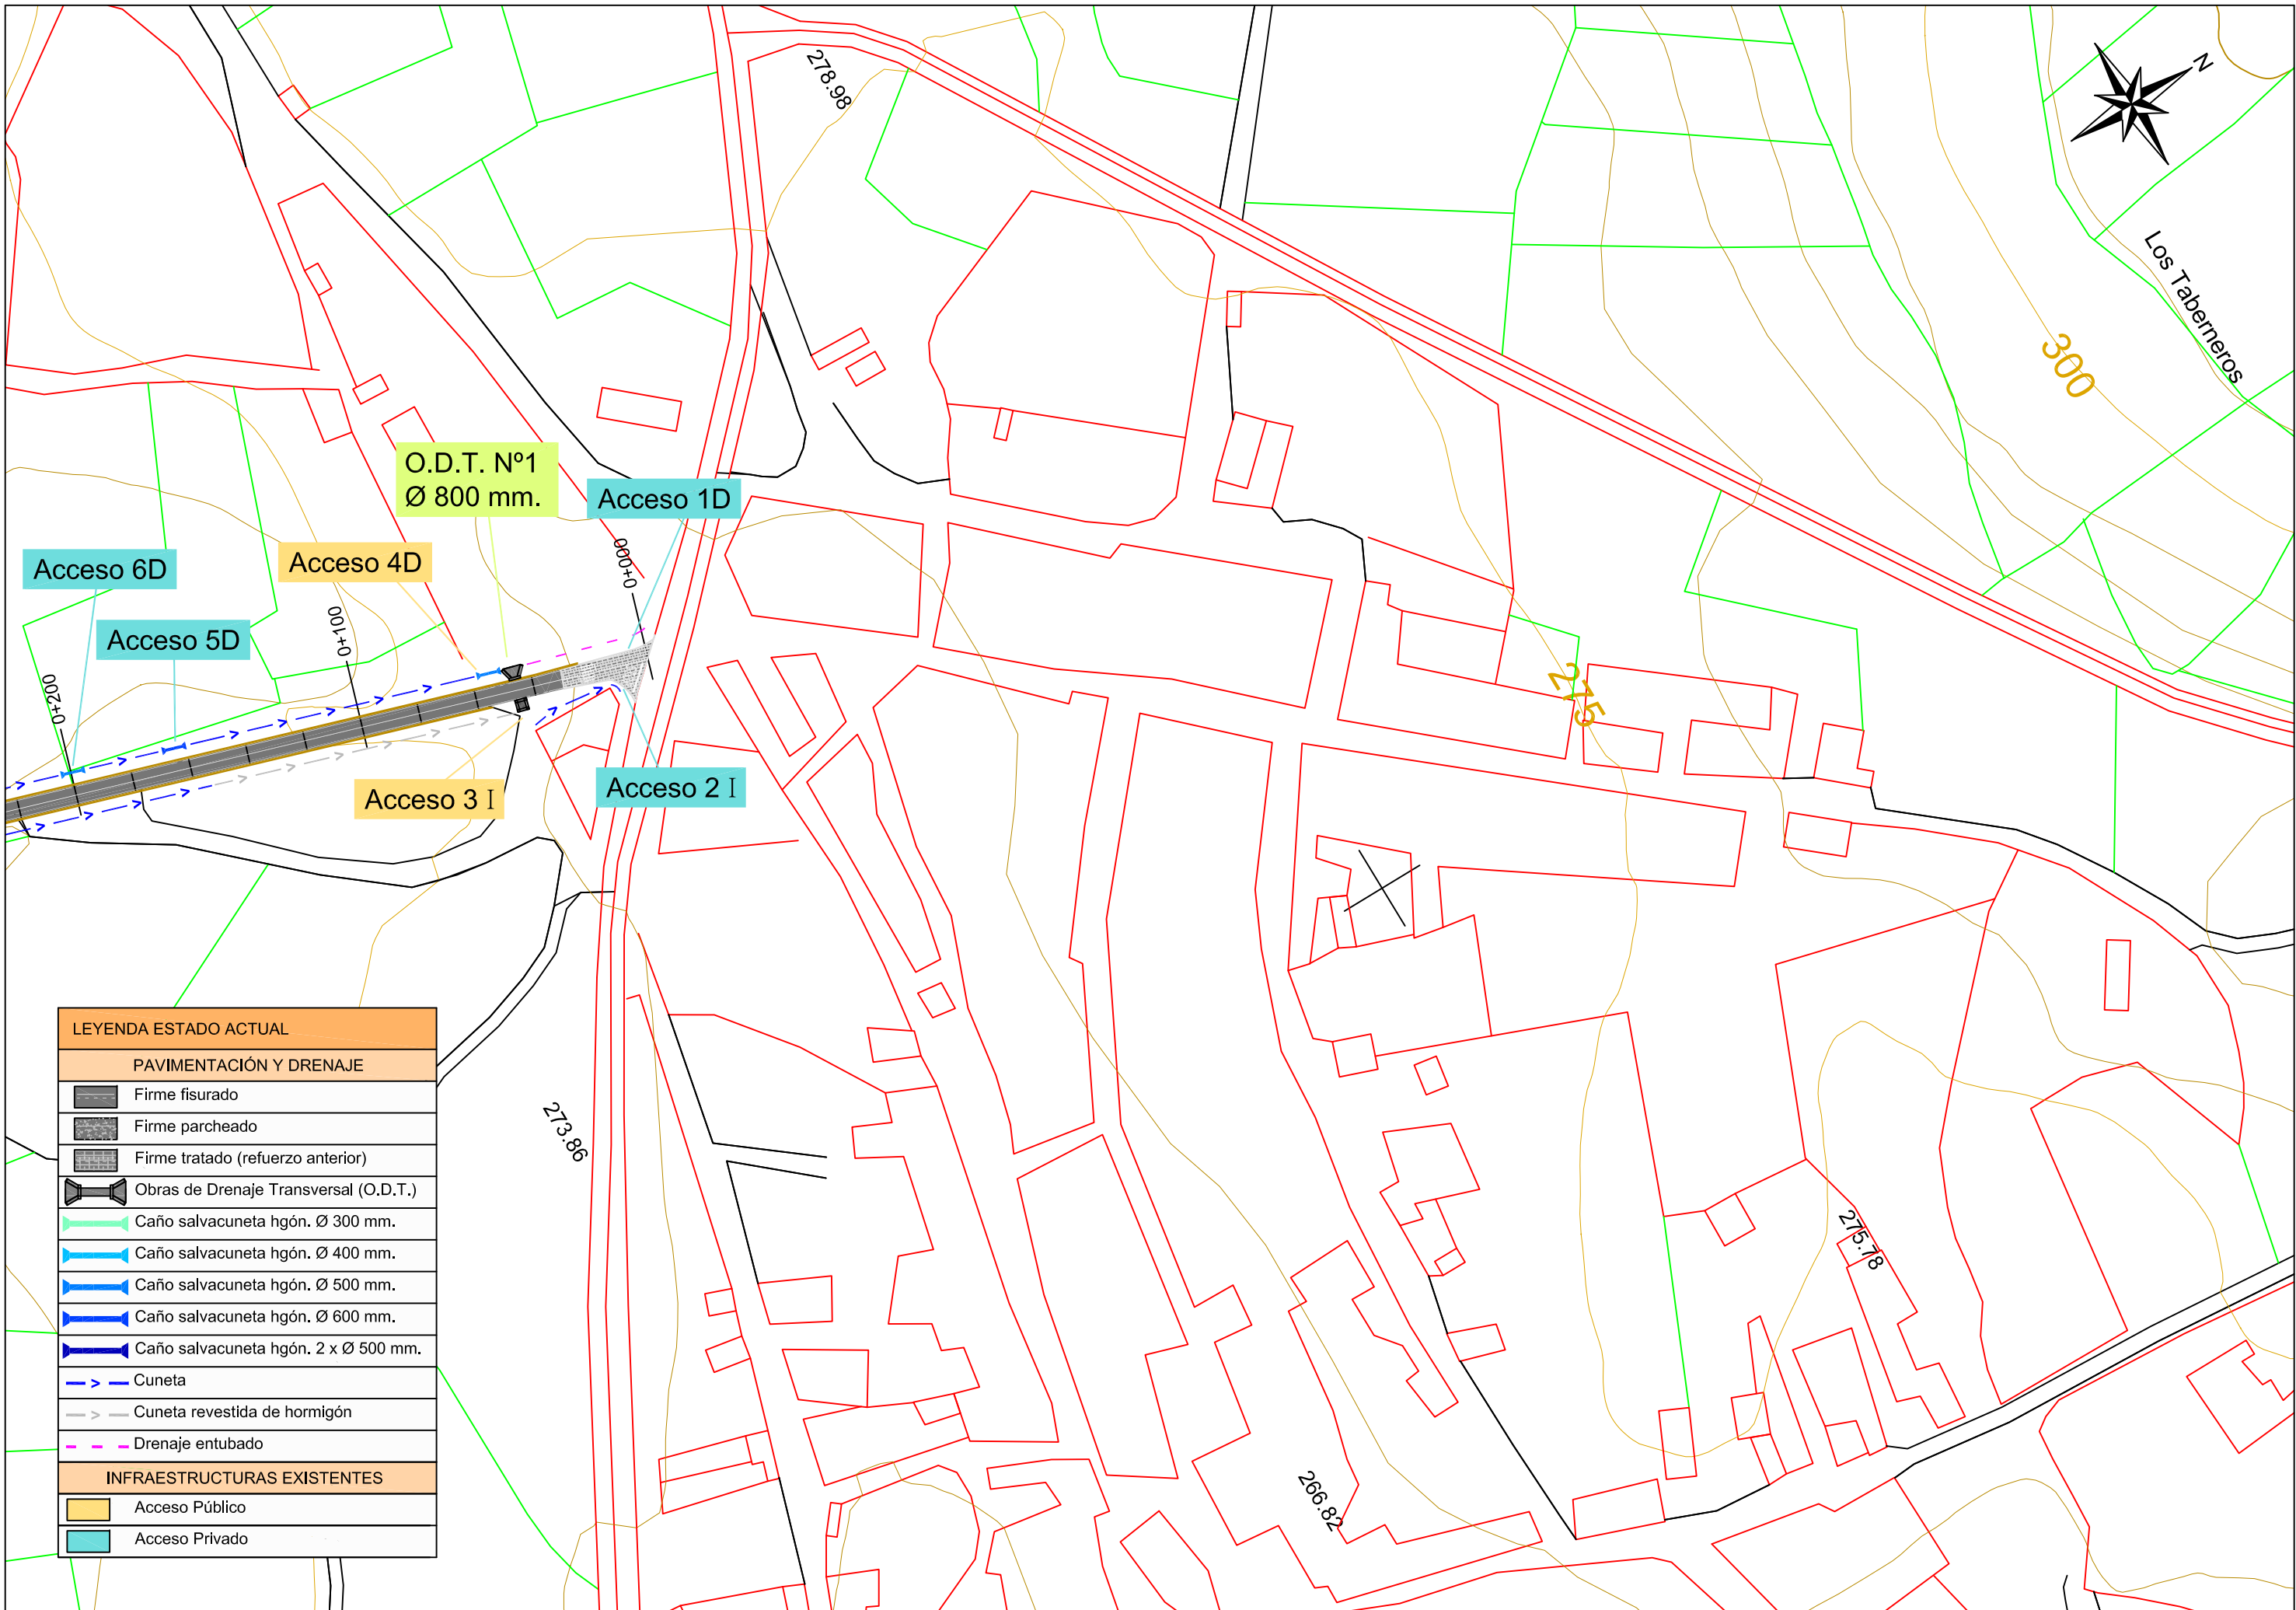 278.98
N
Los Taberneros
300
O.D.T. Nº1
Ø 800 mm.
Acceso 1D
Acceso 4D
0+000
Acceso 6D
0+100
Acceso 5D
0+200
275
Acceso 2 I
Acceso 3 I
LEYENDA ESTADO ACTUAL
PAVIMENTACIÓN Y DRENAJE
Firme fisurado
Firme parcheado
Firme tratado (refuerzo anterior)
Obras de Drenaje Transversal (O.D.T.)
Caño salvacuneta hgón. Ø 300 mm.
Caño salvacuneta hgón. Ø 400 mm.
Caño salvacuneta hgón. Ø 500 mm.
Caño salvacuneta hgón. Ø 600 mm.
Caño salvacuneta hgón. 2 x Ø 500 mm.
Cuneta
Cuneta revestida de hormigón
Drenaje entubado
INFRAESTRUCTURAS EXISTENTES
Acceso Público
Acceso Privado
273.86
275.78
266.82